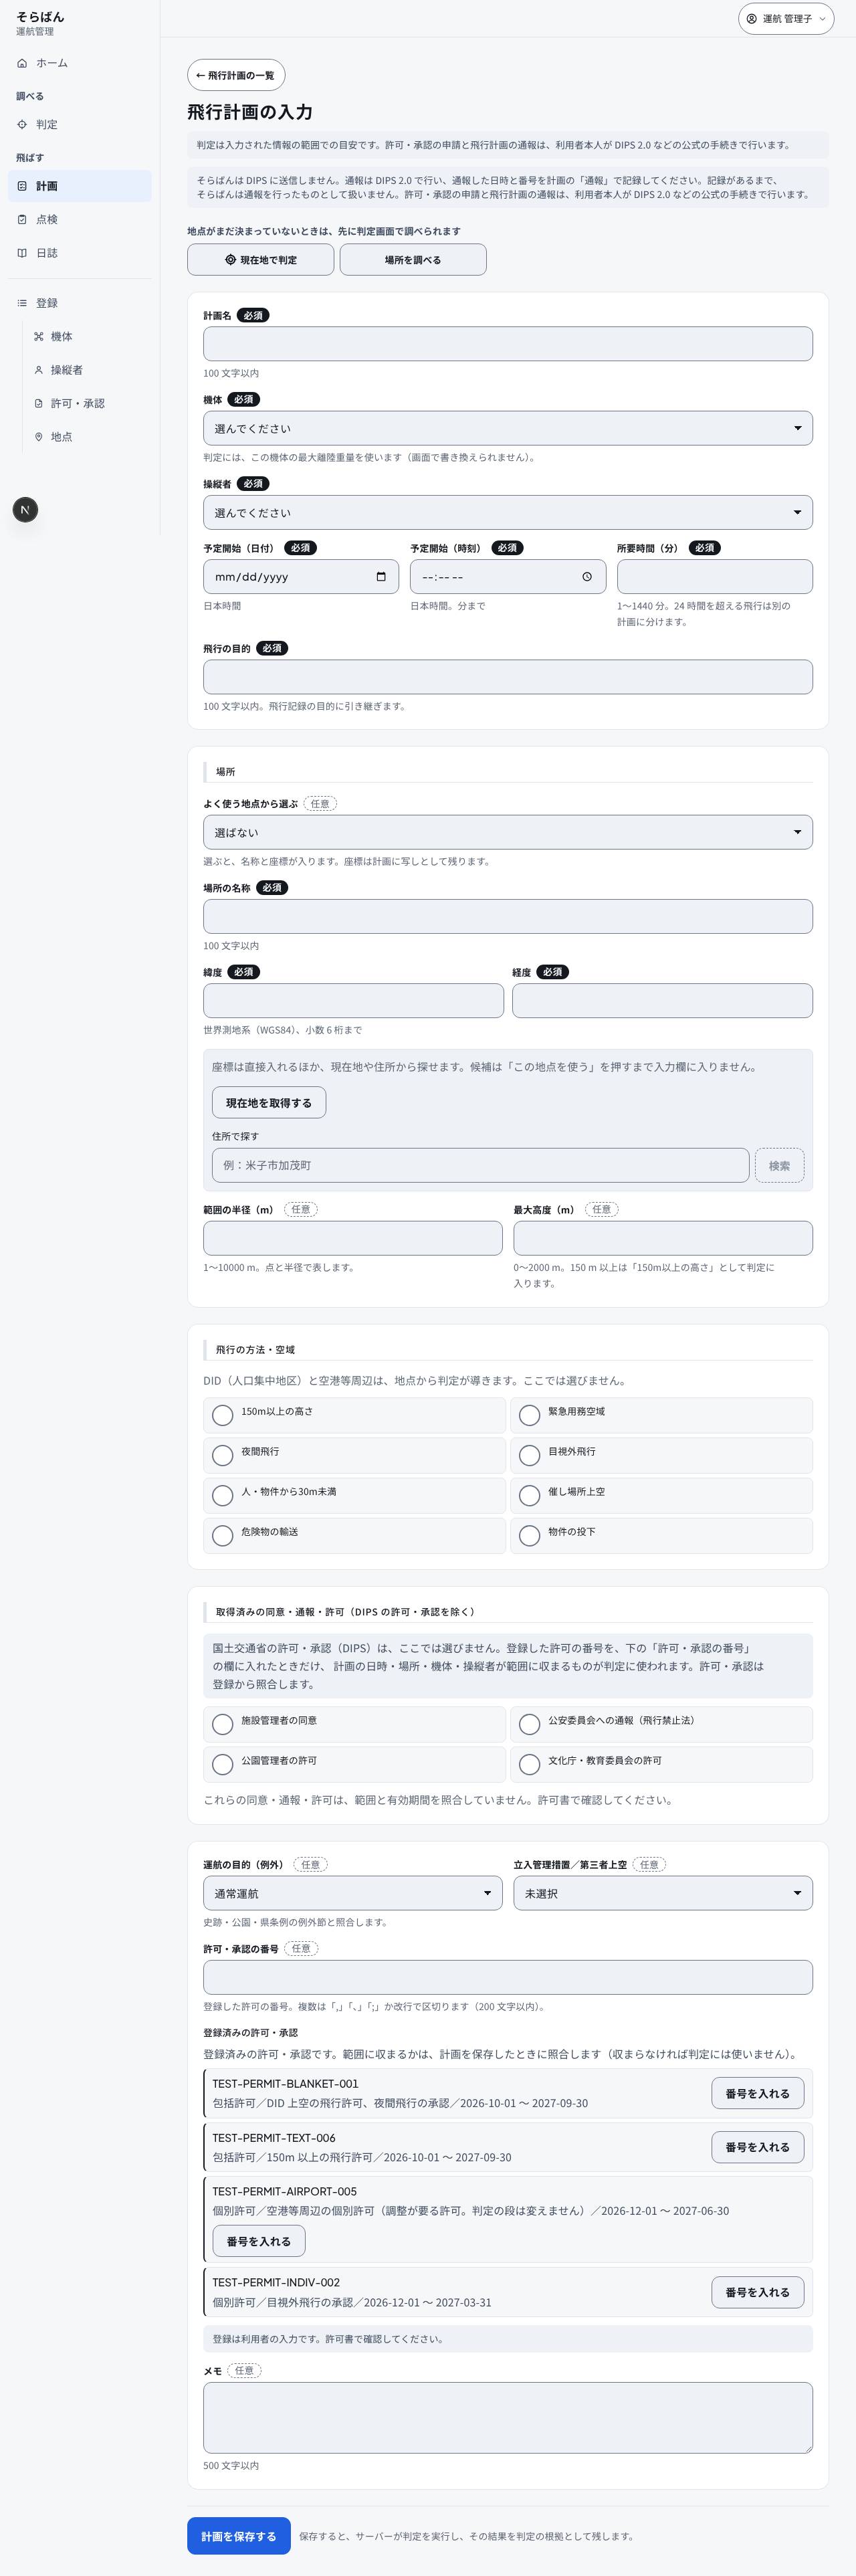 そらばん
運航管理
運航 管理子
ホーム
調べる
判定
飛ばす
計画
点検
日誌
登録
機体
操縦者
許可・承認
地点
N
← 飛行計画の一覧
飛行計画の入力
判定は入力された情報の範囲での目安です。許可・承認の申請と飛行計画の通報は、利用者本人が DIPS 2.0 などの公式の手続きで行います。
そらばんは DIPS に送信しません。通報は DIPS 2.0 で行い、通報した日時と番号を計画の「通報」で記録してください。記録があるまで、
そらばんは通報を行ったものとして扱いません。許可・承認の申請と飛行計画の通報は、利用者本人が DIPS 2.0 などの公式の手続きで行います。
地点がまだ決まっていないときは、先に判定画面で調べられます
現在地で判定
場所を調べる
計画名 必須
100 文字以内
機体 必須
選んでください
判定には、この機体の最大離陸重量を使います（画面で書き換えられません）。
操縦者 必須
選んでください
予定開始（日付） 必須
mm/dd/yyyy
日本時間
予定開始（時刻） 必須
--:-- --
日本時間。分まで
所要時間（分） 必須
1〜1440 分。24 時間を超える飛行は別の
計画に分けます。
飛行の目的 必須
100 文字以内。飛行記録の目的に引き継ぎます。
場所
よく使う地点から選ぶ 任意
選ばない
選ぶと、名称と座標が入ります。座標は計画に写しとして残ります。
場所の名称 必須
100 文字以内
緯度 必須
経度 必須
世界測地系（WGS84）、小数 6 桁まで
座標は直接入れるほか、現在地や住所から探せます。候補は「この地点を使う」を押すまで入力欄に入りません。
現在地を取得する
住所で探す
例：米子市加茂町
検索
範囲の半径（m） 任意
1〜10000 m。点と半径で表します。
最大高度（m） 任意
0〜2000 m。150 m 以上は「150m以上の高さ」として判定に
入ります。
飛行の方法・空域
DID（人口集中地区）と空港等周辺は、地点から判定が導きます。ここでは選びません。
150m以上の高さ
緊急用務空域
夜間飛行
目視外飛行
人・物件から30m未満
催し場所上空
危険物の輸送
物件の投下
取得済みの同意・通報・許可（DIPS の許可・承認を除く）
国土交通省の許可・承認（DIPS）は、ここでは選びません。登録した許可の番号を、下の「許可・承認の番号」
の欄に入れたときだけ、 計画の日時・場所・機体・操縦者が範囲に収まるものが判定に使われます。許可・承認は
登録から照合します。
施設管理者の同意
公安委員会への通報（飛行禁止法）
公園管理者の許可
文化庁・教育委員会の許可
これらの同意・通報・許可は、範囲と有効期間を照合していません。許可書で確認してください。
運航の目的（例外） 任意
通常運航
史跡・公園・県条例の例外節と照合します。
立入管理措置／第三者上空 任意
未選択
許可・承認の番号 任意
登録した許可の番号。複数は「,」「、」「;」か改行で区切ります（200 文字以内）。
登録済みの許可・承認
登録済みの許可・承認です。範囲に収まるかは、計画を保存したときに照合します（収まらなければ判定には使いません）。
TEST-PERMIT-BLANKET-001
包括許可／DID 上空の飛行許可、夜間飛行の承認／2026-10-01 〜 2027-09-30
番号を入れる
TEST-PERMIT-TEXT-006
包括許可／150m 以上の飛行許可／2026-10-01 〜 2027-09-30
番号を入れる
TEST-PERMIT-AIRPORT-005
個別許可／空港等周辺の個別許可（調整が要る許可。判定の段は変えません）／2026-12-01 〜 2027-06-30
番号を入れる
TEST-PERMIT-INDIV-002
個別許可／目視外飛行の承認／2026-12-01 〜 2027-03-31
番号を入れる
登録は利用者の入力です。許可書で確認してください。
メモ 任意
500 文字以内
計画を保存する
保存すると、サーバーが判定を実行し、その結果を判定の根拠として残します。